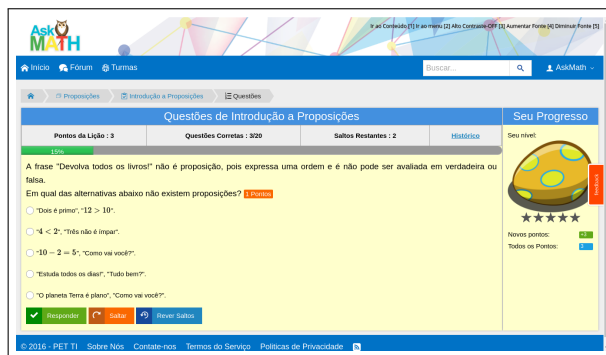 Ask
MATH
Ir ao Conteúdo [1] Ir ao menu [2] Alto Contraste-OFF [3] Aumentar Fonte [4] Diminuir Fonte [5]
Início Fórum Turmas Buscar... AskMath
Proposições Introdução a Proposições Questões
Questões de Introdução a Proposições
Pontos da Lição : 3 Questões Corretas : 3/20 Saltos Restantes : 2 Histórico
15%
A frase "Devolva todos os livros!" não é proposição, pois expressa uma ordem e é não pode ser avaliada em verdadeira ou
falsa.
Em qual das alternativas abaixo não existem proposições? 1 Pontos
"Dois é primo", "12 > 10".
"4 < 2", "Três não é ímpar".
"10 − 2 = 5", "Como vai você?".
"Estuda todos os dias!", "Tudo bem?".
"O planeta Terra é plano", "Como vai você?".
Responder Saltar Rever Saltos
Seu Progresso
Seu nível:
Novos pontos: +3
Todos os Pontos: 3
feedback
© 2016 - PET TI Sobre Nós Contate-nos Termos do Serviço Políticas de Privacidade